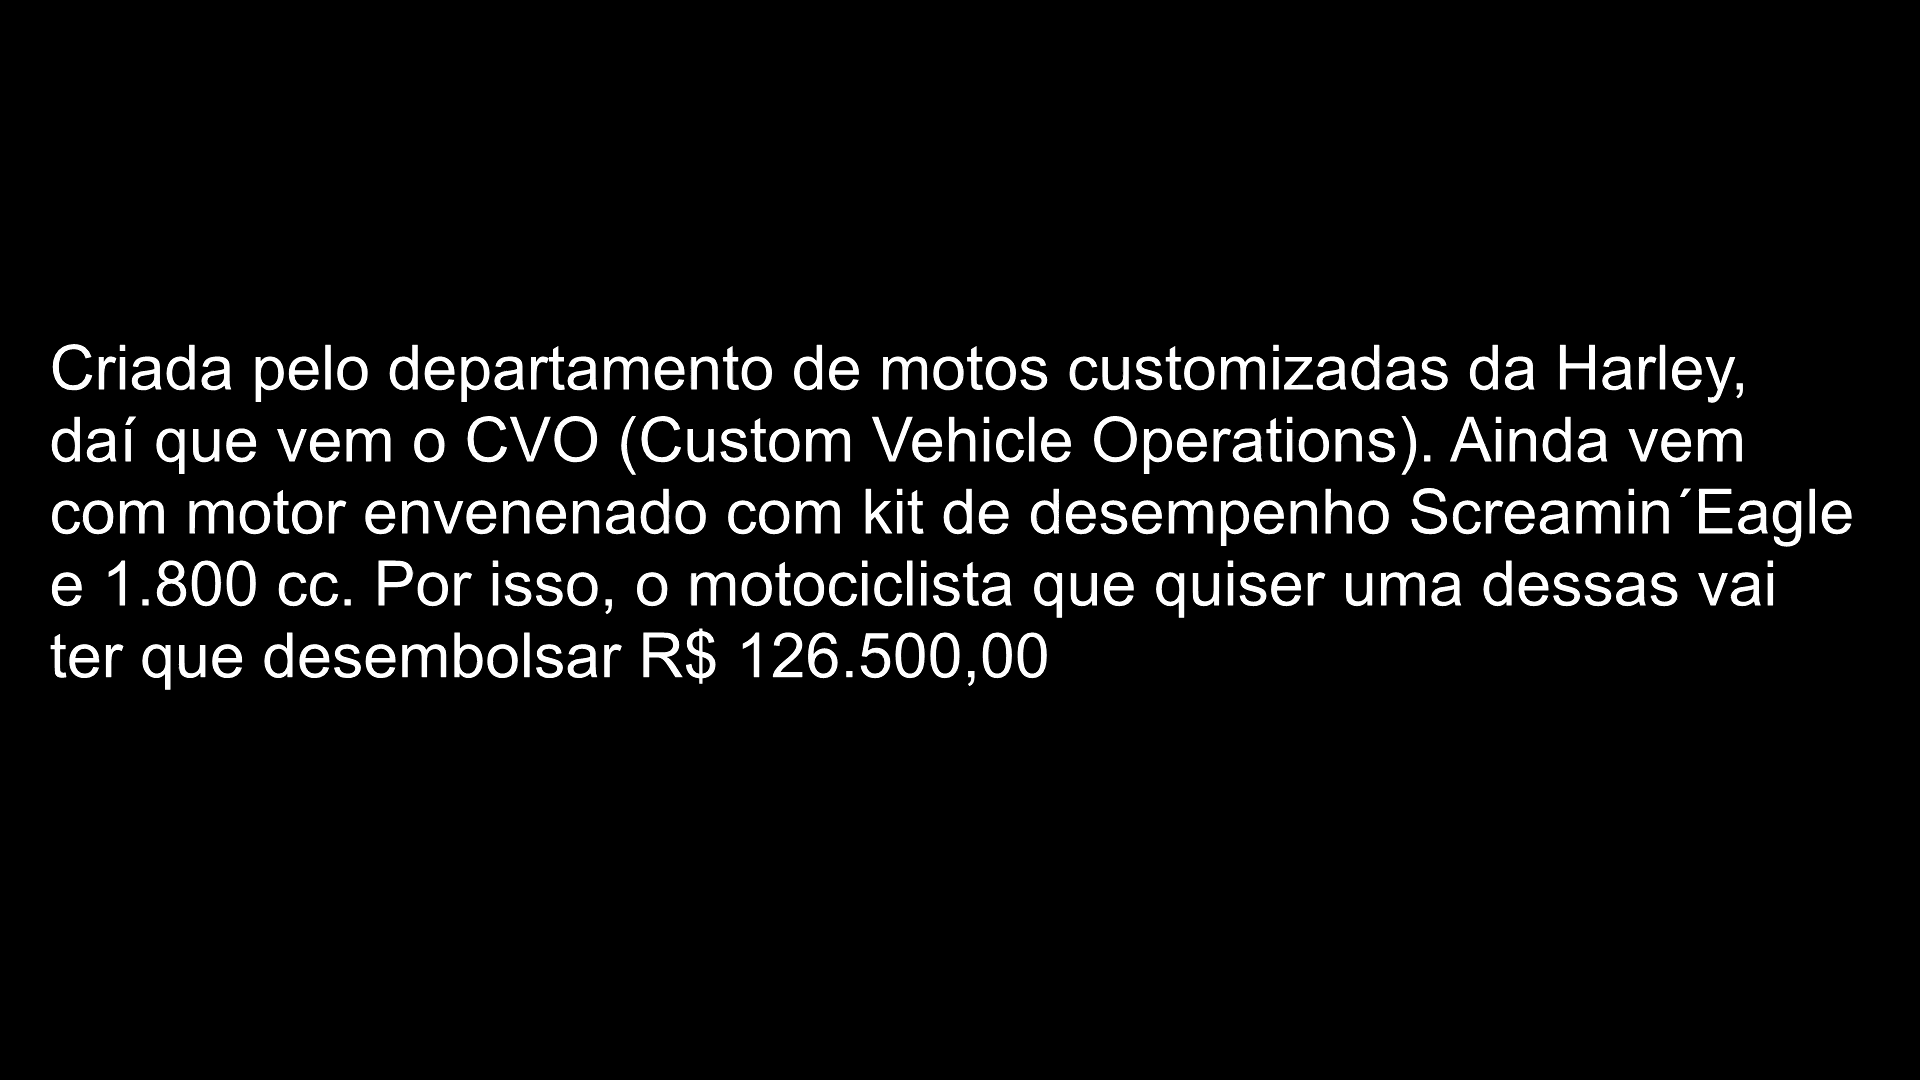 Criada pelo departamento de motos customizadas da Harley,
daí que vem o CVO (Custom Vehicle Operations). Ainda vem
com motor envenenado com kit de desempenho Screamin´Eagle
e 1.800 cc. Por isso, o motociclista que quiser uma dessas vai
ter que desembolsar R$ 126.500,00